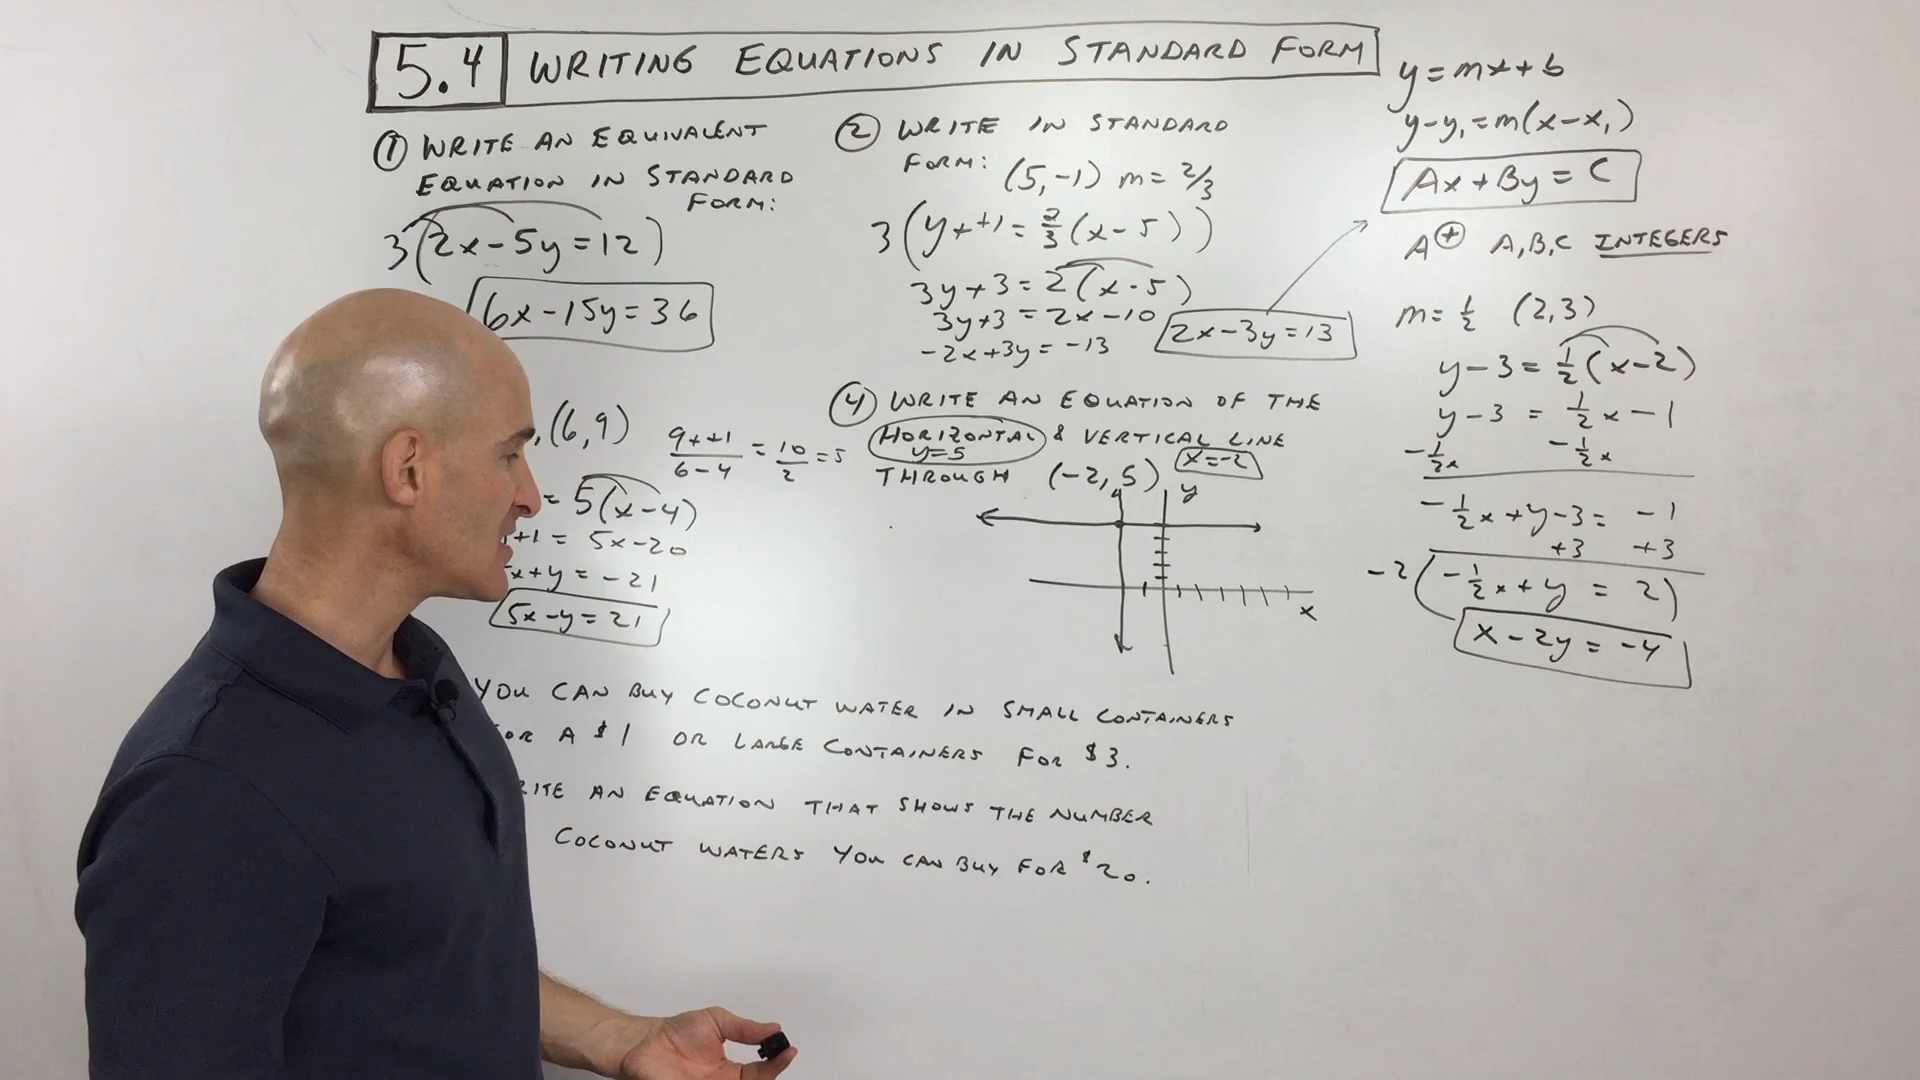 5.4 WRITING EQUATIONS IN STANDARD FORM
① WRITE AN EQUIVALENT
EQUATION IN STANDARD
FORM:
3(2x-5y=12)
6x-15y=36
② WRITE IN STANDARD
FORM: (5,-1) m=2/3
3(y++1=2/3(x-5))
3y+3=2(x-5)
3y+3=2x-10
-2x+3y=-13
2x-3y=13
,(6,9)
9++1/6-4=10/2=5
=5(x-4)
+1=5x-20
x+y=-21
5x-y=21
④ WRITE AN EQUATION OF THE
HORIZONTAL & VERTICAL LINE
y=5
x=-2
THROUGH (-2,5)
y
x
YOU CAN BUY COCONUT WATER IN SMALL CONTAINERS
FOR A $1 OR LARGE CONTAINERS FOR $3.
RITE AN EQUATION THAT SHOWS THE NUMBER
COCONUT WATERS YOU CAN BUY FOR $20.
y=mx+b
y-y₁=m(x-x₁)
Ax+By=C
A⊕ A,B,C INTEGERS
m=1/2 (2,3)
y-3=1/2(x-2)
y-3=1/2x-1
-1/2x -1/2x
-1/2x+y-3=-1
+3 +3
-2(-1/2x+y=2)
x-2y=-4